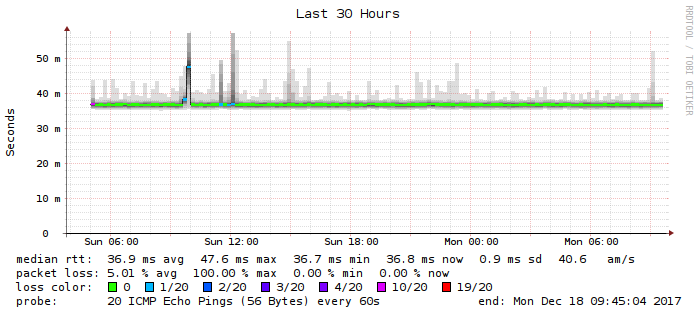 Last 30 Hours
RRDTOOL / TOBI OETIKER
Seconds
50 m
40 m
30 m
20 m
10 m
0
Sun 06:00 Sun 12:00 Sun 18:00 Mon 00:00 Mon 06:00
median rtt: 36.9 ms avg 47.6 ms max 36.7 ms min 36.8 ms now 0.9 ms sd 40.6 am/s
packet loss: 5.01 % avg 100.00 % max 0.00 % min 0.00 % now
loss color: 0 1/20 2/20 3/20 4/20 10/20 19/20
probe: 20 ICMP Echo Pings (56 Bytes) every 60s end: Mon Dec 18 09:45:04 2017